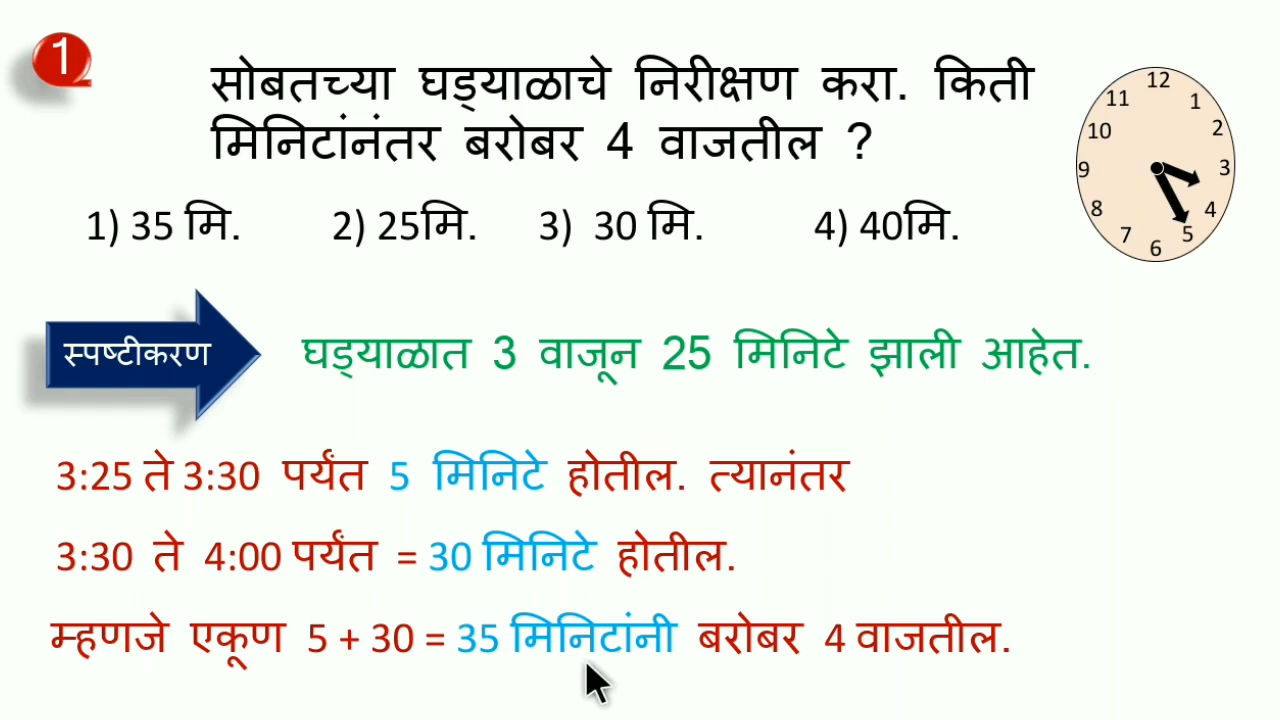 1
सोबतच्या घड्याळाचे निरीक्षण करा. किती
मिनिटांनंतर बरोबर 4 वाजतील ?
12
11 1
10 2
9 3
8 4
7 5
6
1) 35 मि. 2) 25मि. 3) 30 मि. 4) 40मि.
स्पष्टीकरण
घड्याळात 3 वाजून 25 मिनिटे झाली आहेत.
3:25 ते 3:30 पर्यंत 5 मिनिटे होतील. त्यानंतर
3:30 ते 4:00 पर्यंत = 30 मिनिटे होतील.
म्हणजे एकूण 5 + 30 = 35 मिनिटांनी बरोबर 4 वाजतील.